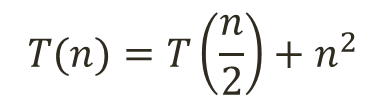 T(n) = T(n/2) + n²